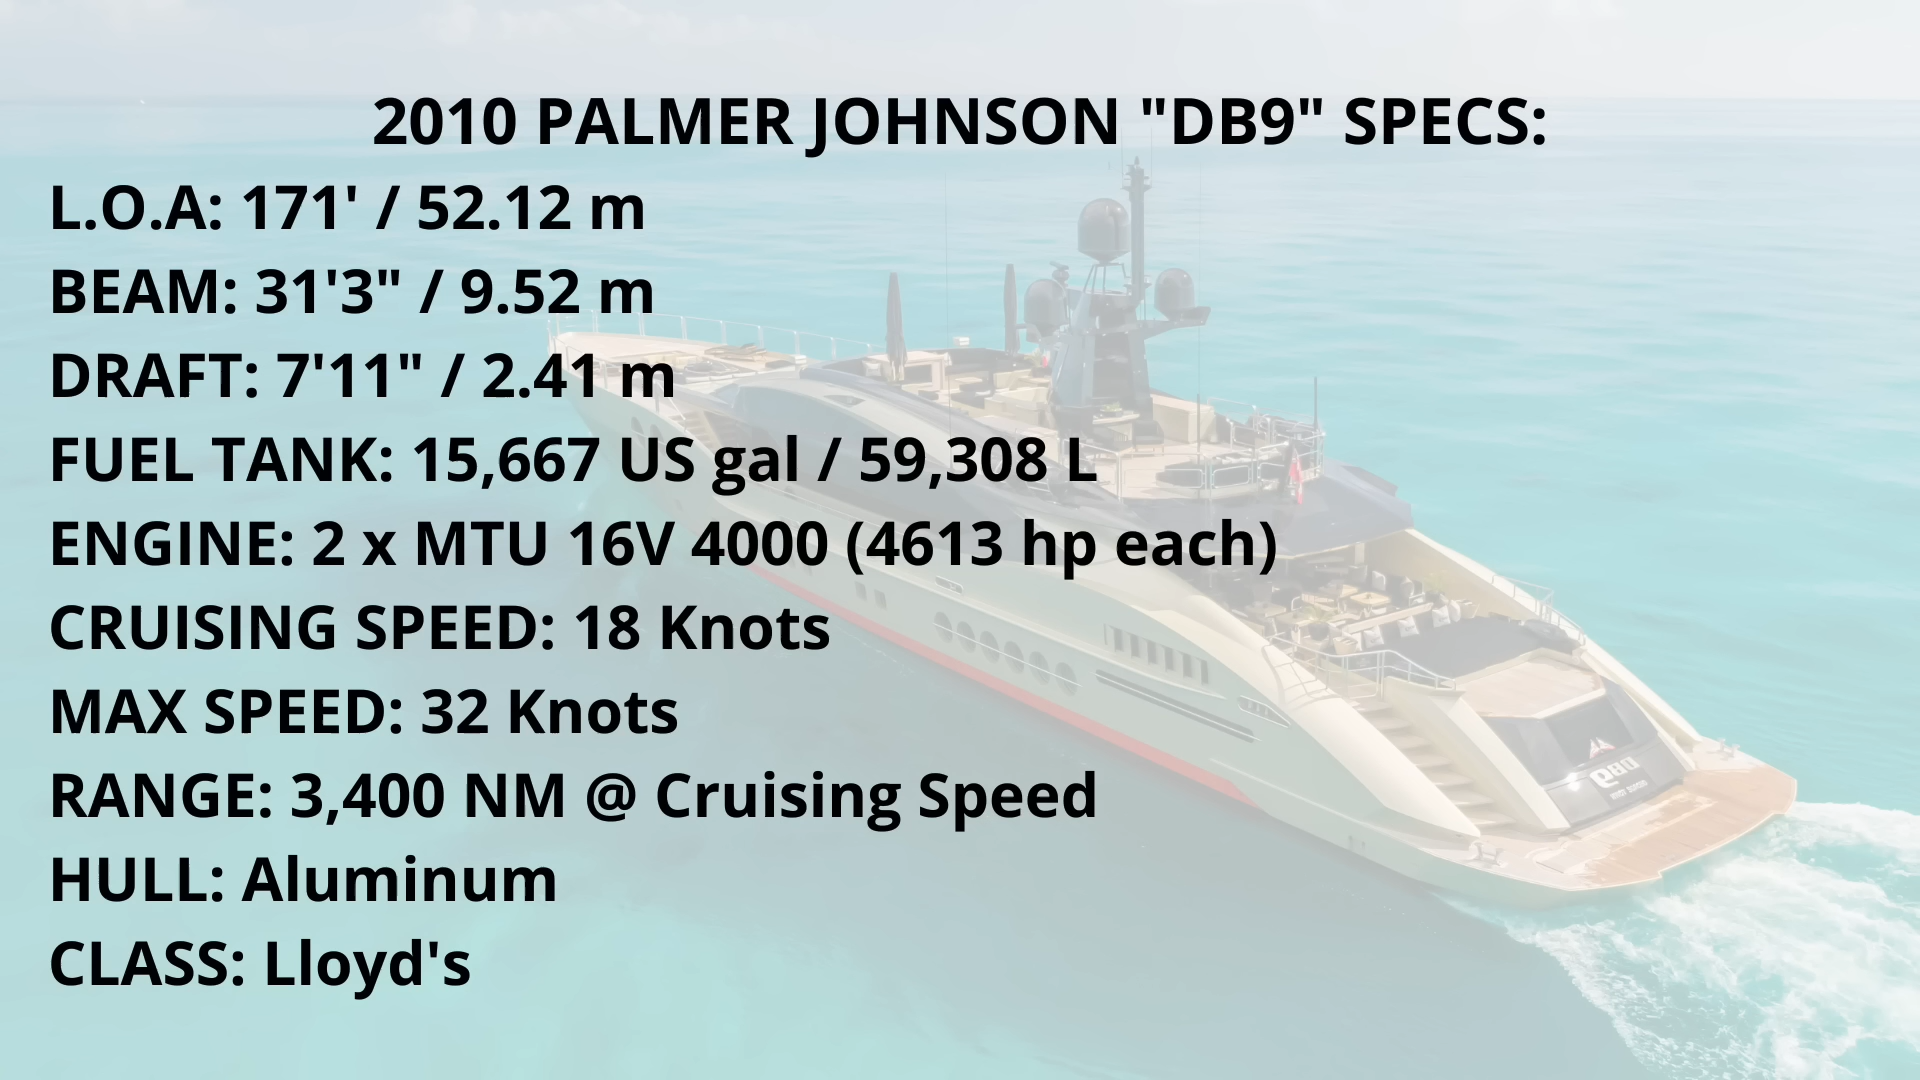 2010 PALMER JOHNSON "DB9" SPECS:
L.O.A: 171' / 52.12 m
BEAM: 31'3" / 9.52 m
DRAFT: 7'11" / 2.41 m
FUEL TANK: 15,667 US gal / 59,308 L
ENGINE: 2 x MTU 16V 4000 (4613 hp each)
CRUISING SPEED: 18 Knots
MAX SPEED: 32 Knots
RANGE: 3,400 NM @ Cruising Speed
HULL: Aluminum
CLASS: Lloyd's